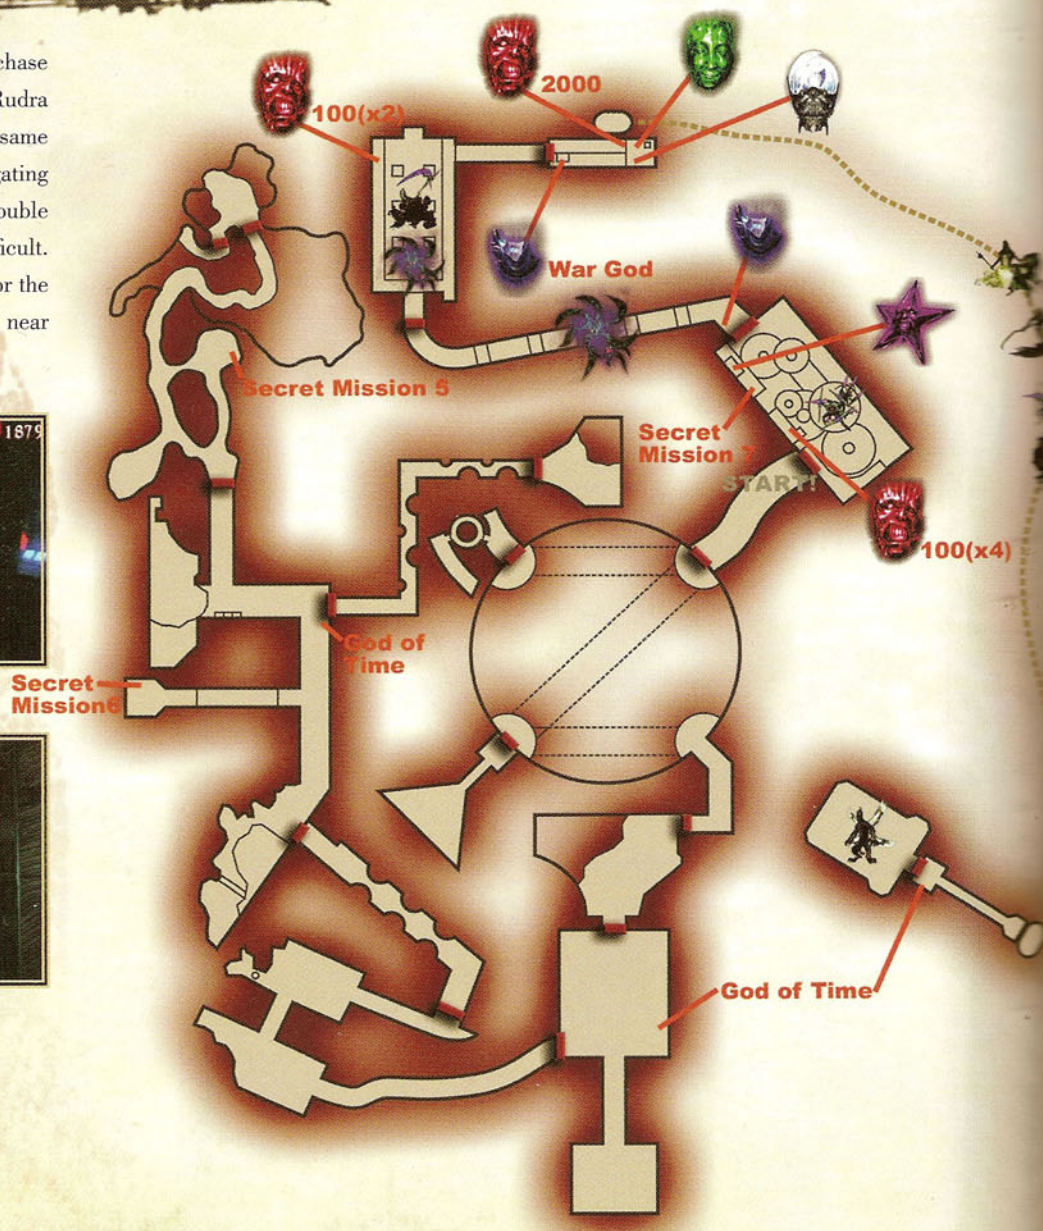 chase
Rudra
same
gating
ouble
ficult.
or the
near
1879
100(x2)
2000
War God
Secret Mission 5
Secret
Mission 7
START!
100(x4)
God of
Time
Secret
Mission6
God of Time